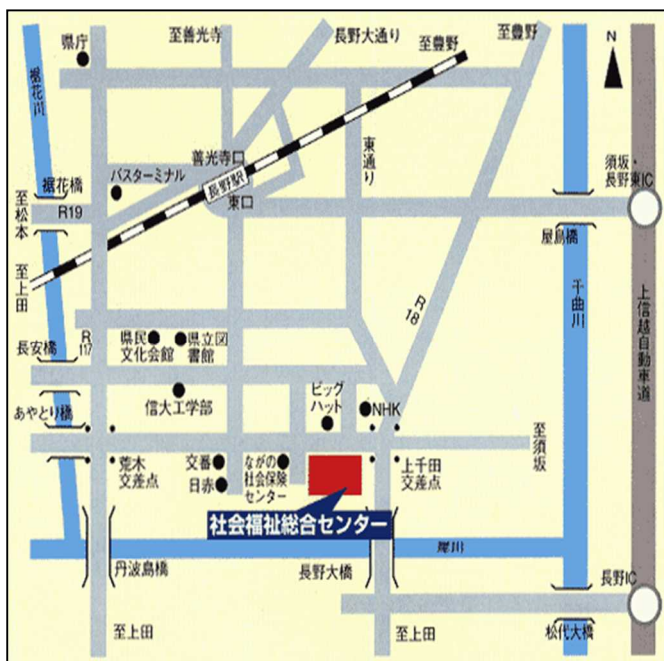 至善光寺
長野大通り
至豊野
至豊野
県庁
N
裾花川
善光寺口
東通り
須坂・
長野東IC
バスターミナル
長野駅
裾花橋
東口
R19
至松本
屋島橋
至上田
千曲川
上信越自動車道
R
18
R
117
県民
文化会館
県立図
書館
長安橋
信大工学部
ビッグ
ハット
NHK
あやとり橋
至須坂
荒木
交差点
交番
日赤
ながの
社会保険
センター
上千田
交差点
社会福祉総合センター
犀川
丹波島橋
長野大橋
長野IC
至上田
至上田
松代大橋